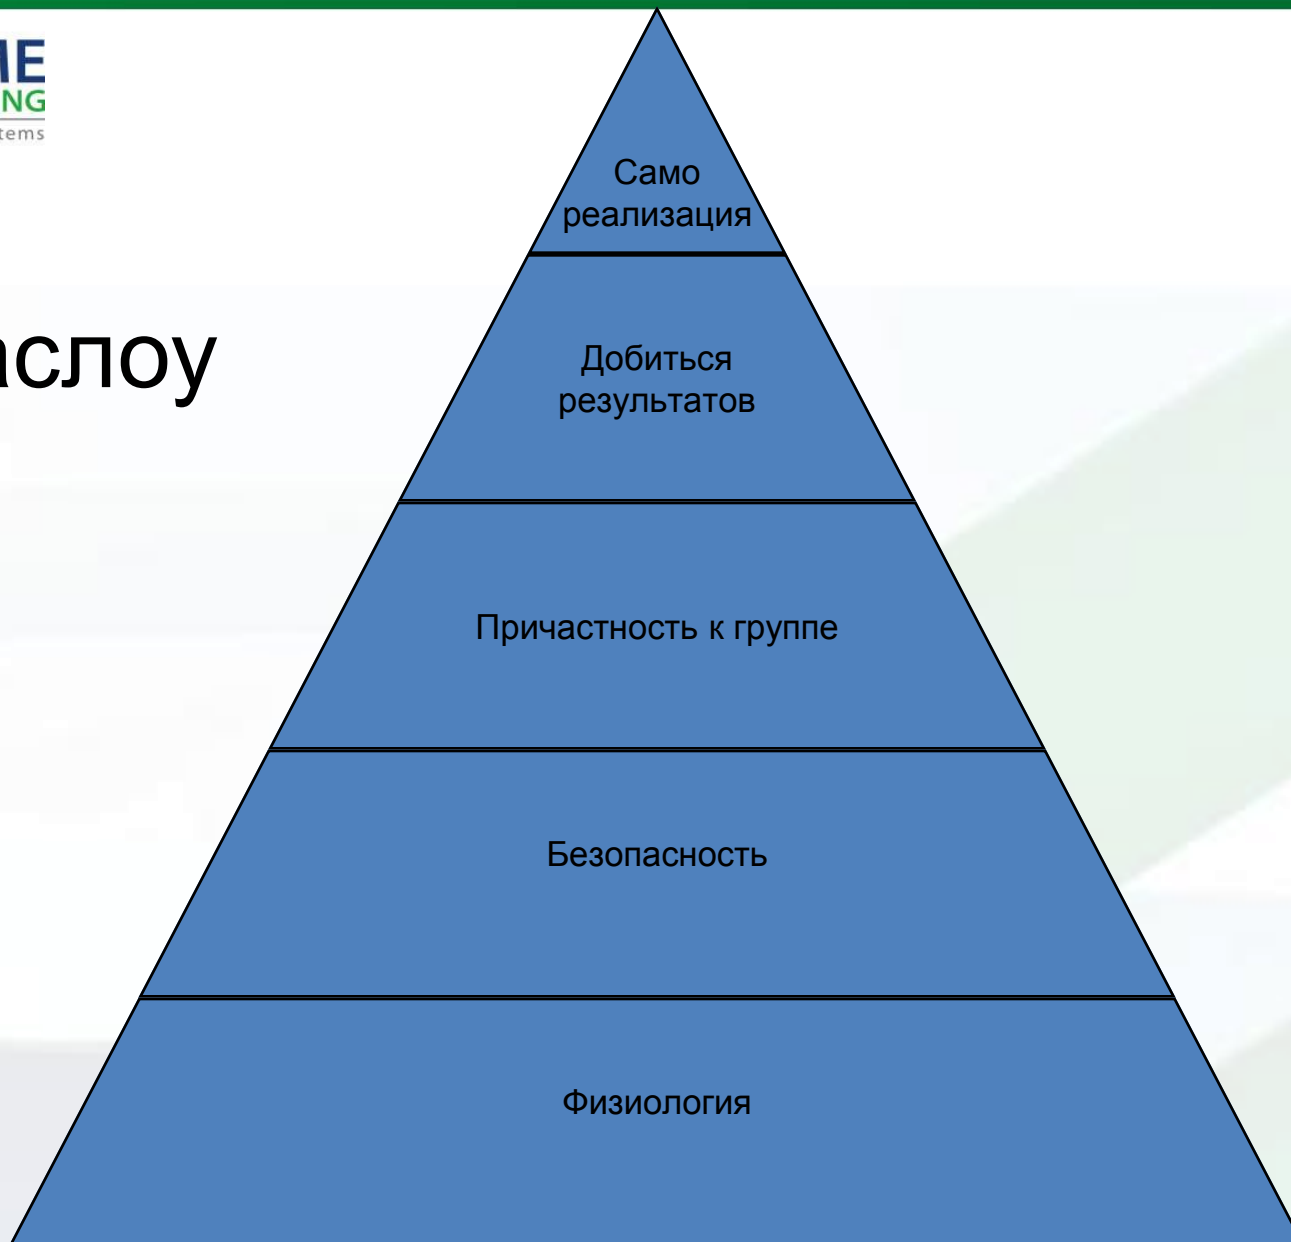 ME
NG
tems
Само
реализация
аслоу
Добиться
результатов
Причастность к группе
Безопасность
Физиология